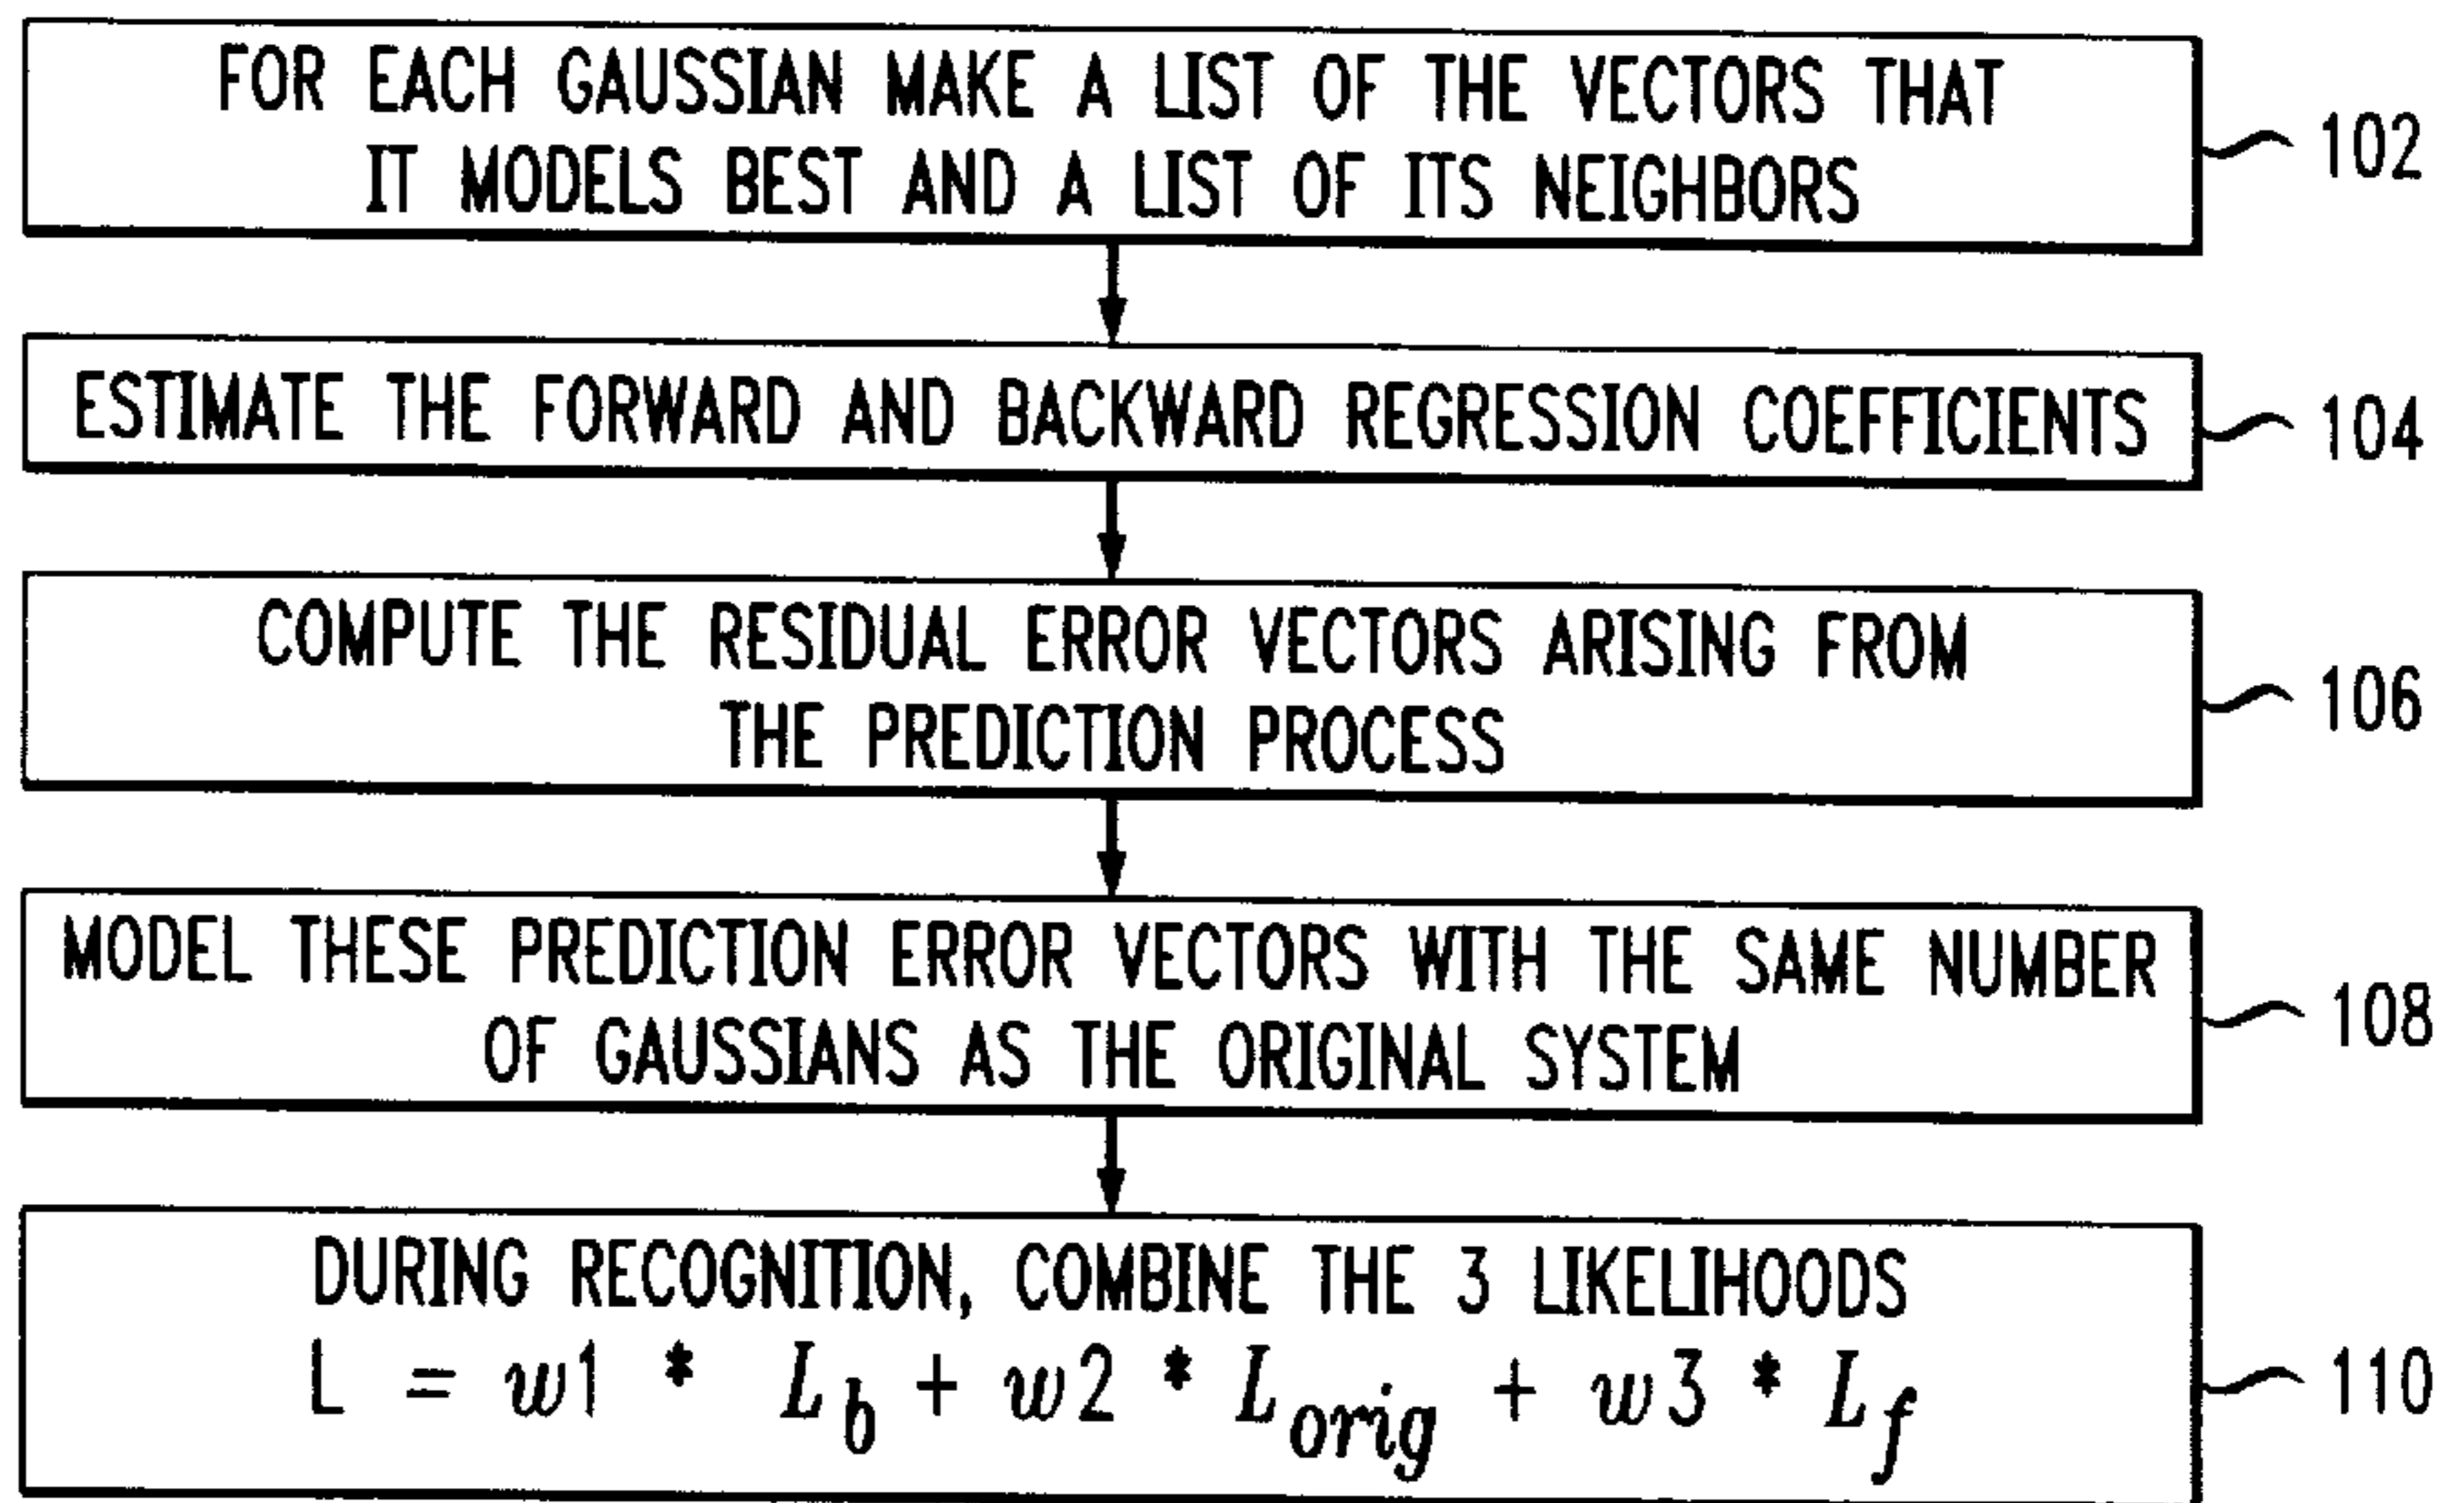 FOR EACH GAUSSIAN MAKE A LIST OF THE VECTORS THAT
IT MODELS BEST AND A LIST OF ITS NEIGHBORS
102
ESTIMATE THE FORWARD AND BACKWARD REGRESSION COEFFICIENTS
104
COMPUTE THE RESIDUAL ERROR VECTORS ARISING FROM
THE PREDICTION PROCESS
106
MODEL THESE PREDICTION ERROR VECTORS WITH THE SAME NUMBER
OF GAUSSIANS AS THE ORIGINAL SYSTEM
108
DURING RECOGNITION, COMBINE THE 3 LIKELIHOODS
L = w1 * L_b + w2 * L_orig + w3 * L_f
110